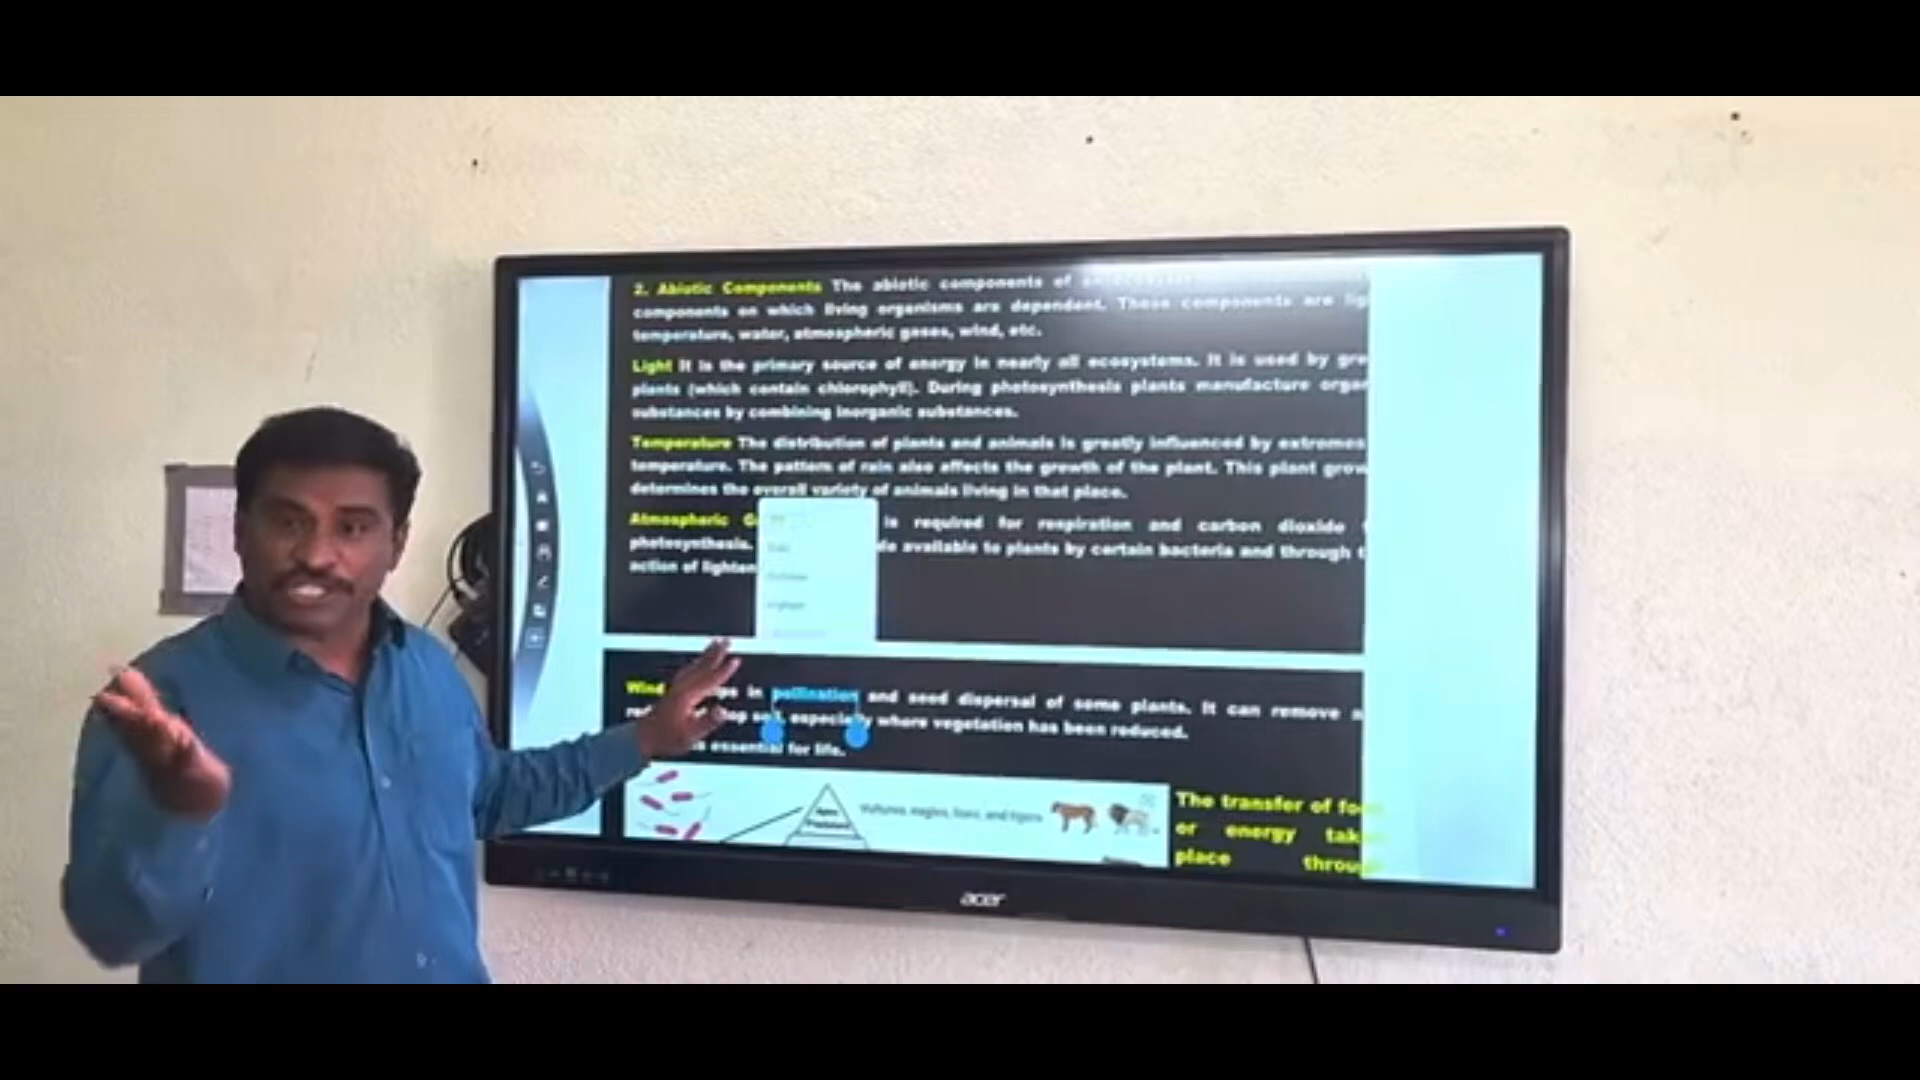 2. Abiotic Components The abiotic components of
components on which living organisms are dependent. These components are
temperature, water, atmospheric gases, wind, etc.
Light It is the primary source of energy in nearly all ecosystems. It is used by
plants (which contain chlorophyll). During photosynthesis plants manufacture
substances by combining inorganic substances.
Temperature The distribution of plants and animals is greatly influenced by extremes
temperature. The pattern of rain also affects the growth of the plant. This plant
determines the overall variety of animals living in that place.
Atmospheric is required for respiration and carbon dioxide
photosynthesis. available to plants by certain bacteria and through
action of
Wind in pollination and seed dispersal of some plants. It can remove
especially where vegetation has been reduced.
essential for life.
Vultures, eagles, lions, and tigers
The transfer of
or energy
place
acer